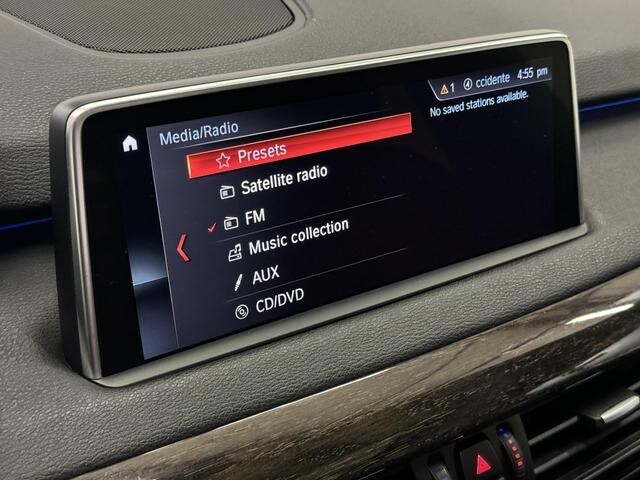 1 ccidente 4:55 pm
Media/Radio
No saved stations available.
Presets
Satellite radio
FM
Music collection
AUX
CD/DVD